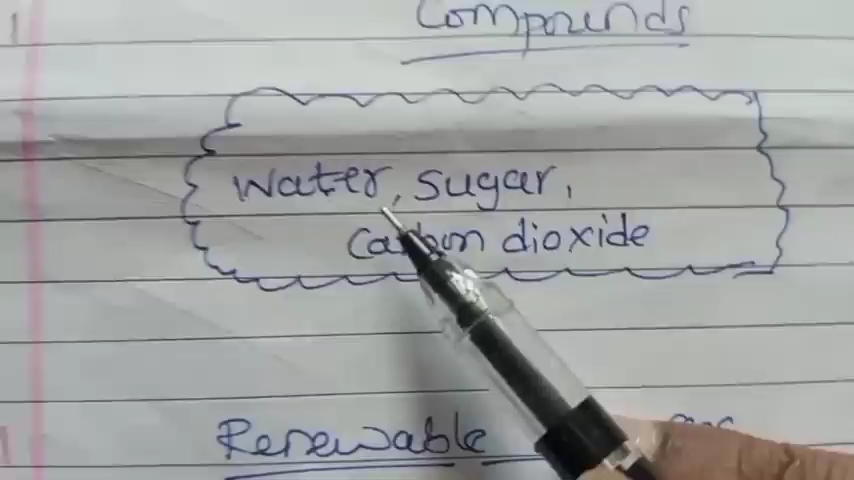 Compounds
Water, Sugar,
Carbon dioxide
Renewable